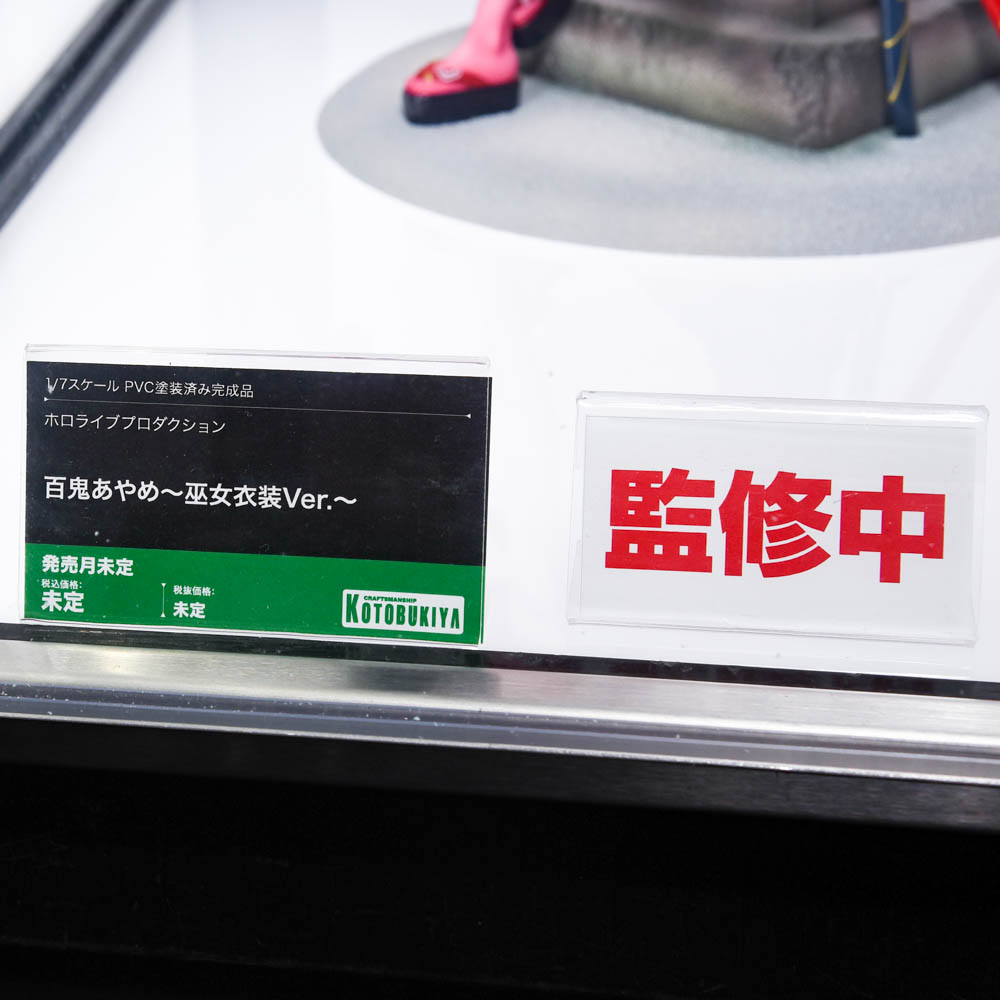 1/7スケール PVC塗装済み完成品
ホロライブプロダクション
百鬼あやめ〜巫女衣装Ver.〜
発売月未定
税込価格:
未定
税抜価格:
未定
CRAFTSMANSHIP
KOTOBUKIYA
監修中